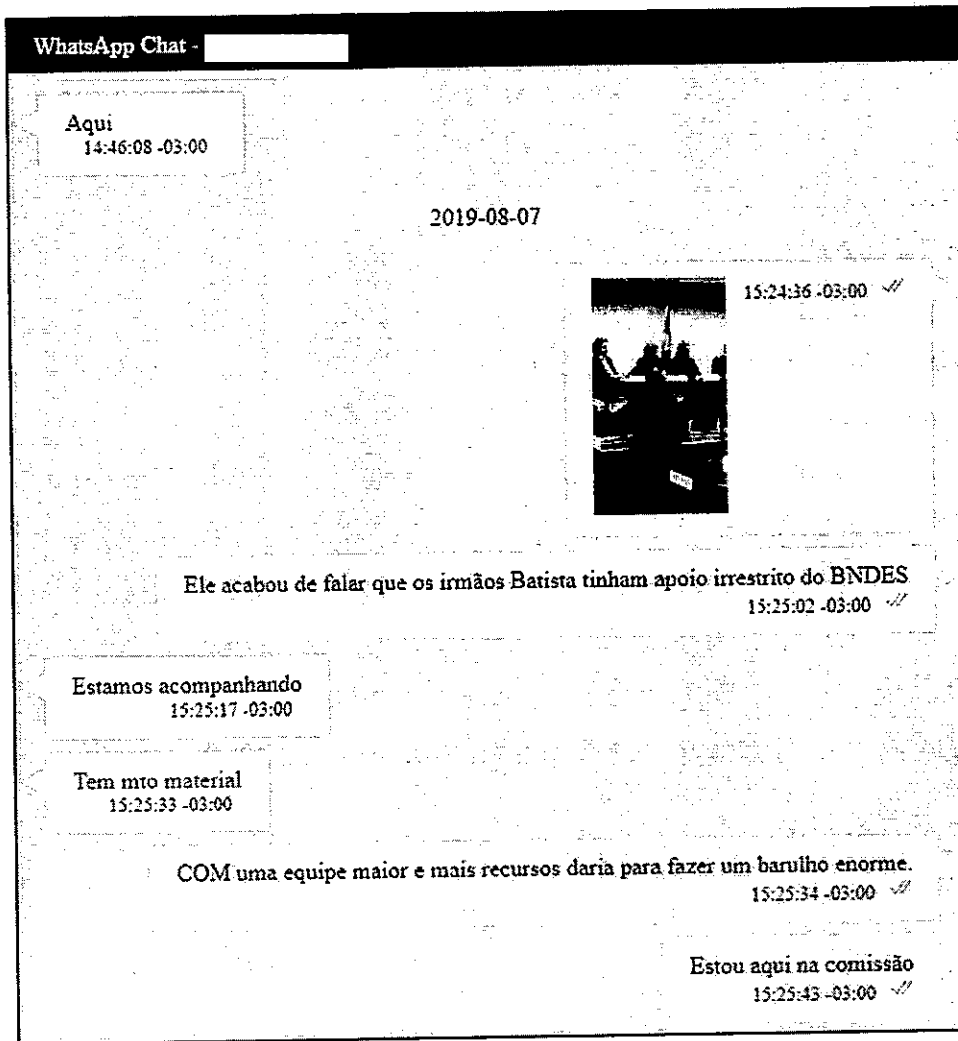 WhatsApp Chat -
Aqui
14:46:08 -03:00
2019-08-07
15:24:36 -03:00
Ele acabou de falar que os irmãos Batista tinham apoio irrestrito do BNDES
15:25:02 -03:00
Estamos acompanhando
15:25:17 -03:00
Tem mto material
15:25:33 -03:00
COM uma equipe maior e mais recursos daria para fazer um barulho enorme.
15:25:34 -03:00
Estou aqui na comissão
15:25:43 -03:00